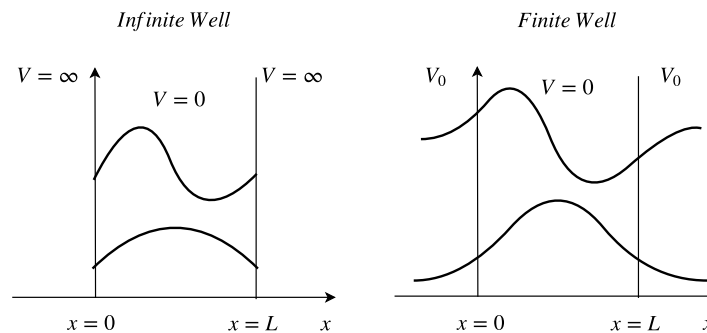 Infinite Well
V = ∞
V = ∞
V = 0
x = 0
x = L
x
Finite Well
V₀
V = 0
V₀
x = 0
x = L
x